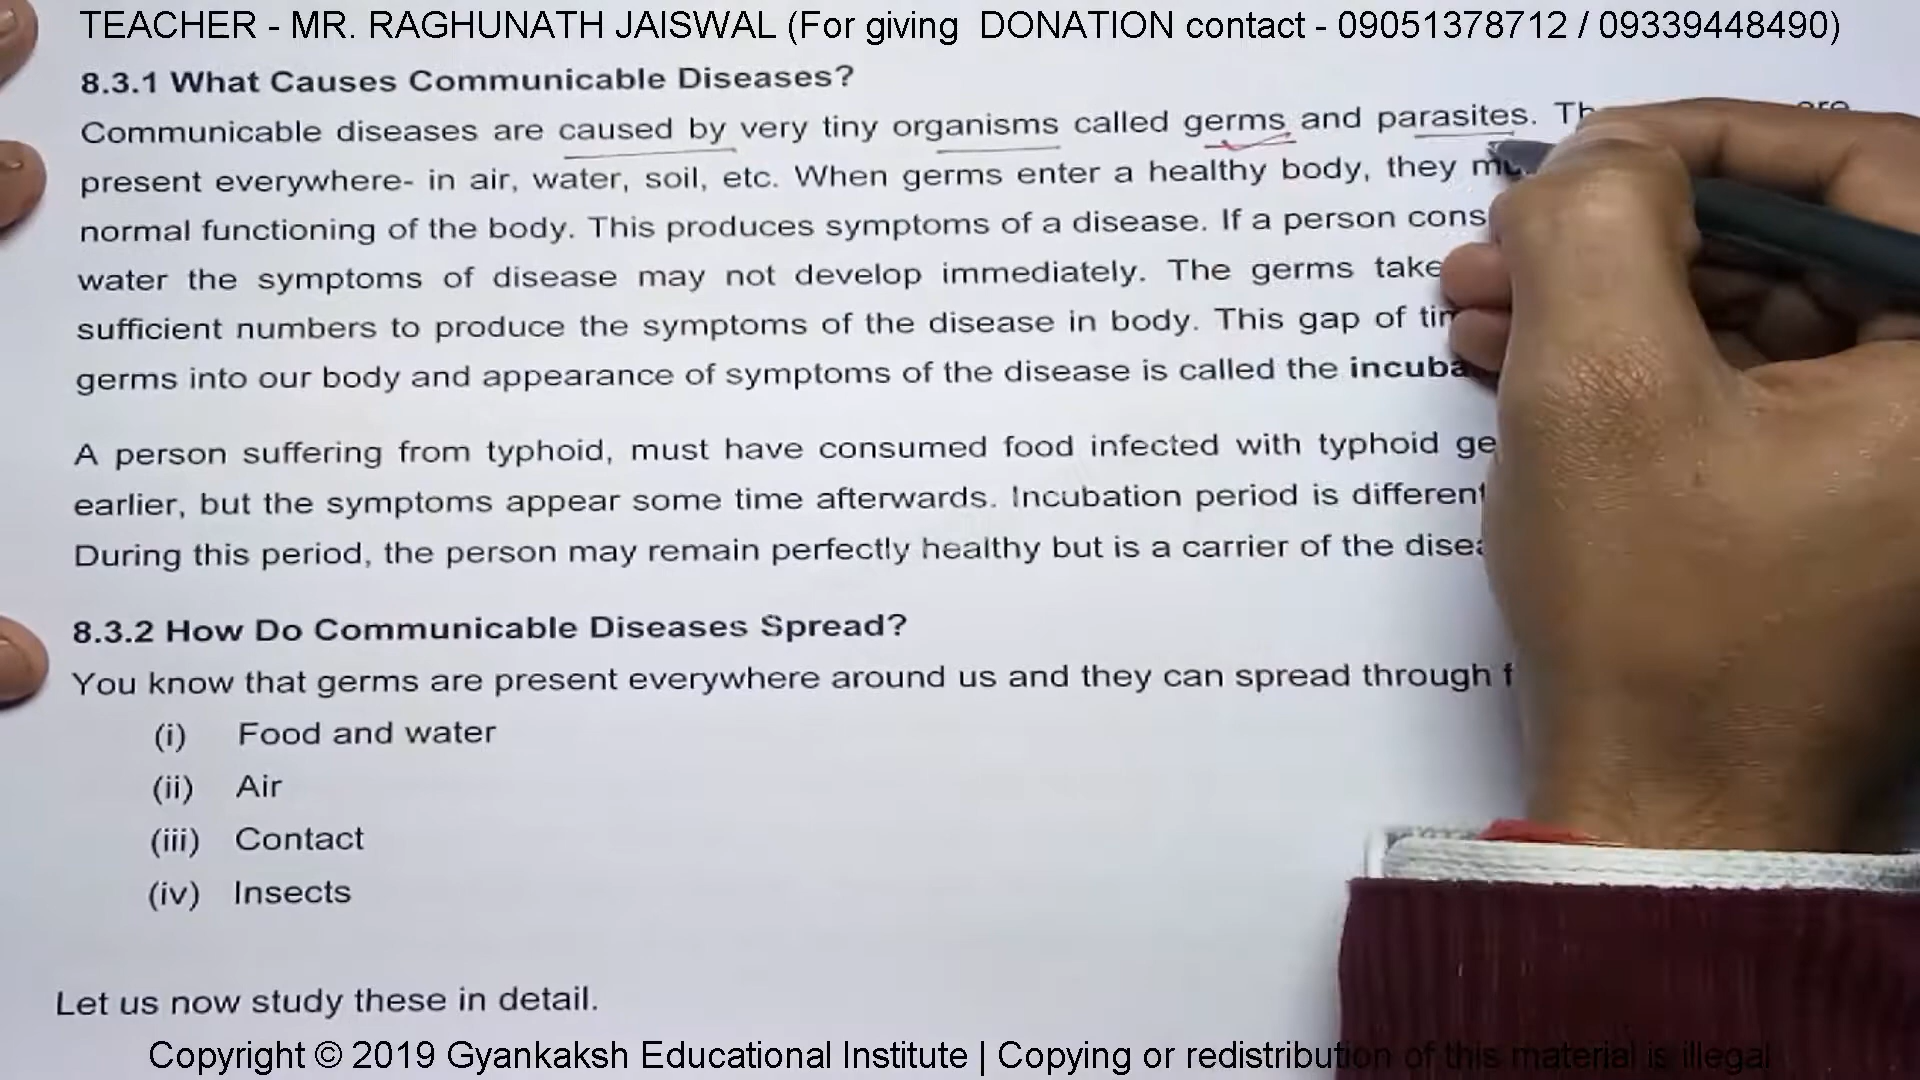 TEACHER - MR. RAGHUNATH JAISWAL (For giving DONATION contact - 09051378712 / 09339448490)
8.3.1 What Causes Communicable Diseases?
Communicable diseases are caused by very tiny organisms called germs and parasites. are
present everywhere- in air, water, soil, etc. When germs enter a healthy body, they
normal functioning of the body. This produces symptoms of a disease. If a person
water the symptoms of disease may not develop immediately. The germs take
sufficient numbers to produce the symptoms of the disease in body. This gap of
germs into our body and appearance of symptoms of the disease is called the
A person suffering from typhoid, must have consumed food infected with typhoid
earlier, but the symptoms appear some time afterwards. Incubation period is different
During this period, the person may remain perfectly healthy but is a carrier of the
8.3.2 How Do Communicable Diseases Spread?
You know that germs are present everywhere around us and they can spread through
(i) Food and water
(ii) Air
(iii) Contact
(iv) Insects
Let us now study these in detail.
Copyright © 2019 Gyankaksh Educational Institute | Copying or redistribution of this material is illegal